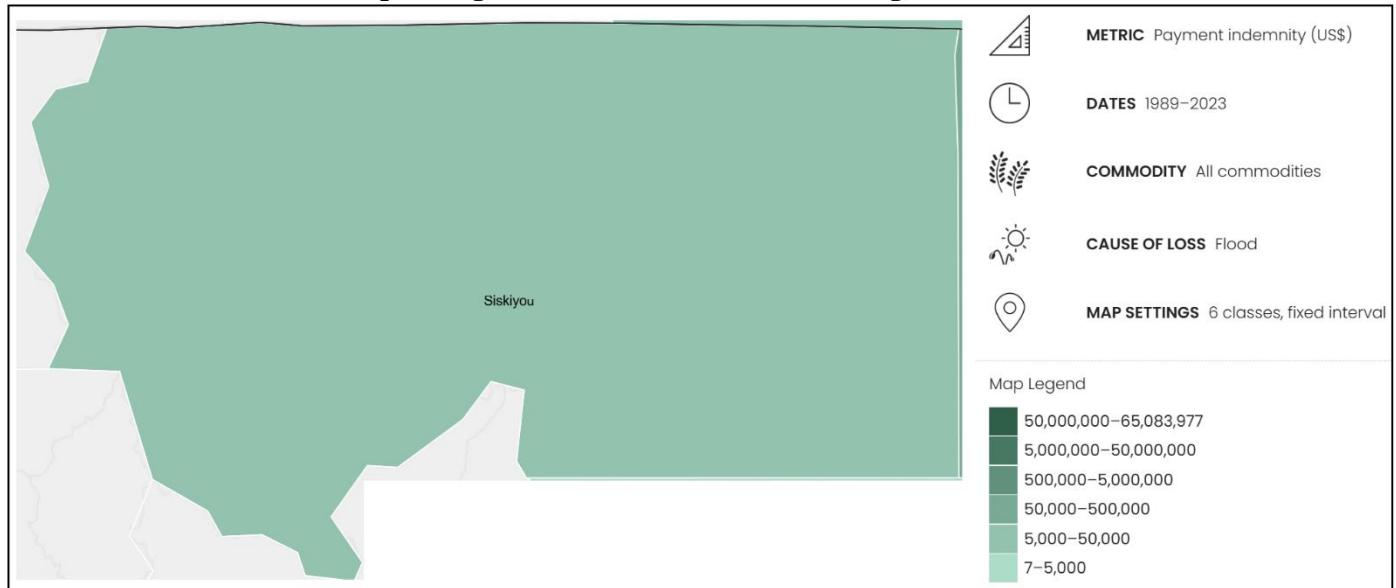 Siskiyou
METRIC Payment indemnity (US$)
DATES 1989–2023
COMMODITY All commodities
CAUSE OF LOSS Flood
MAP SETTINGS 6 classes, fixed interval
Map Legend
50,000,000–65,083,977
5,000,000–50,000,000
500,000–5,000,000
50,000–500,000
5,000–50,000
7–5,000